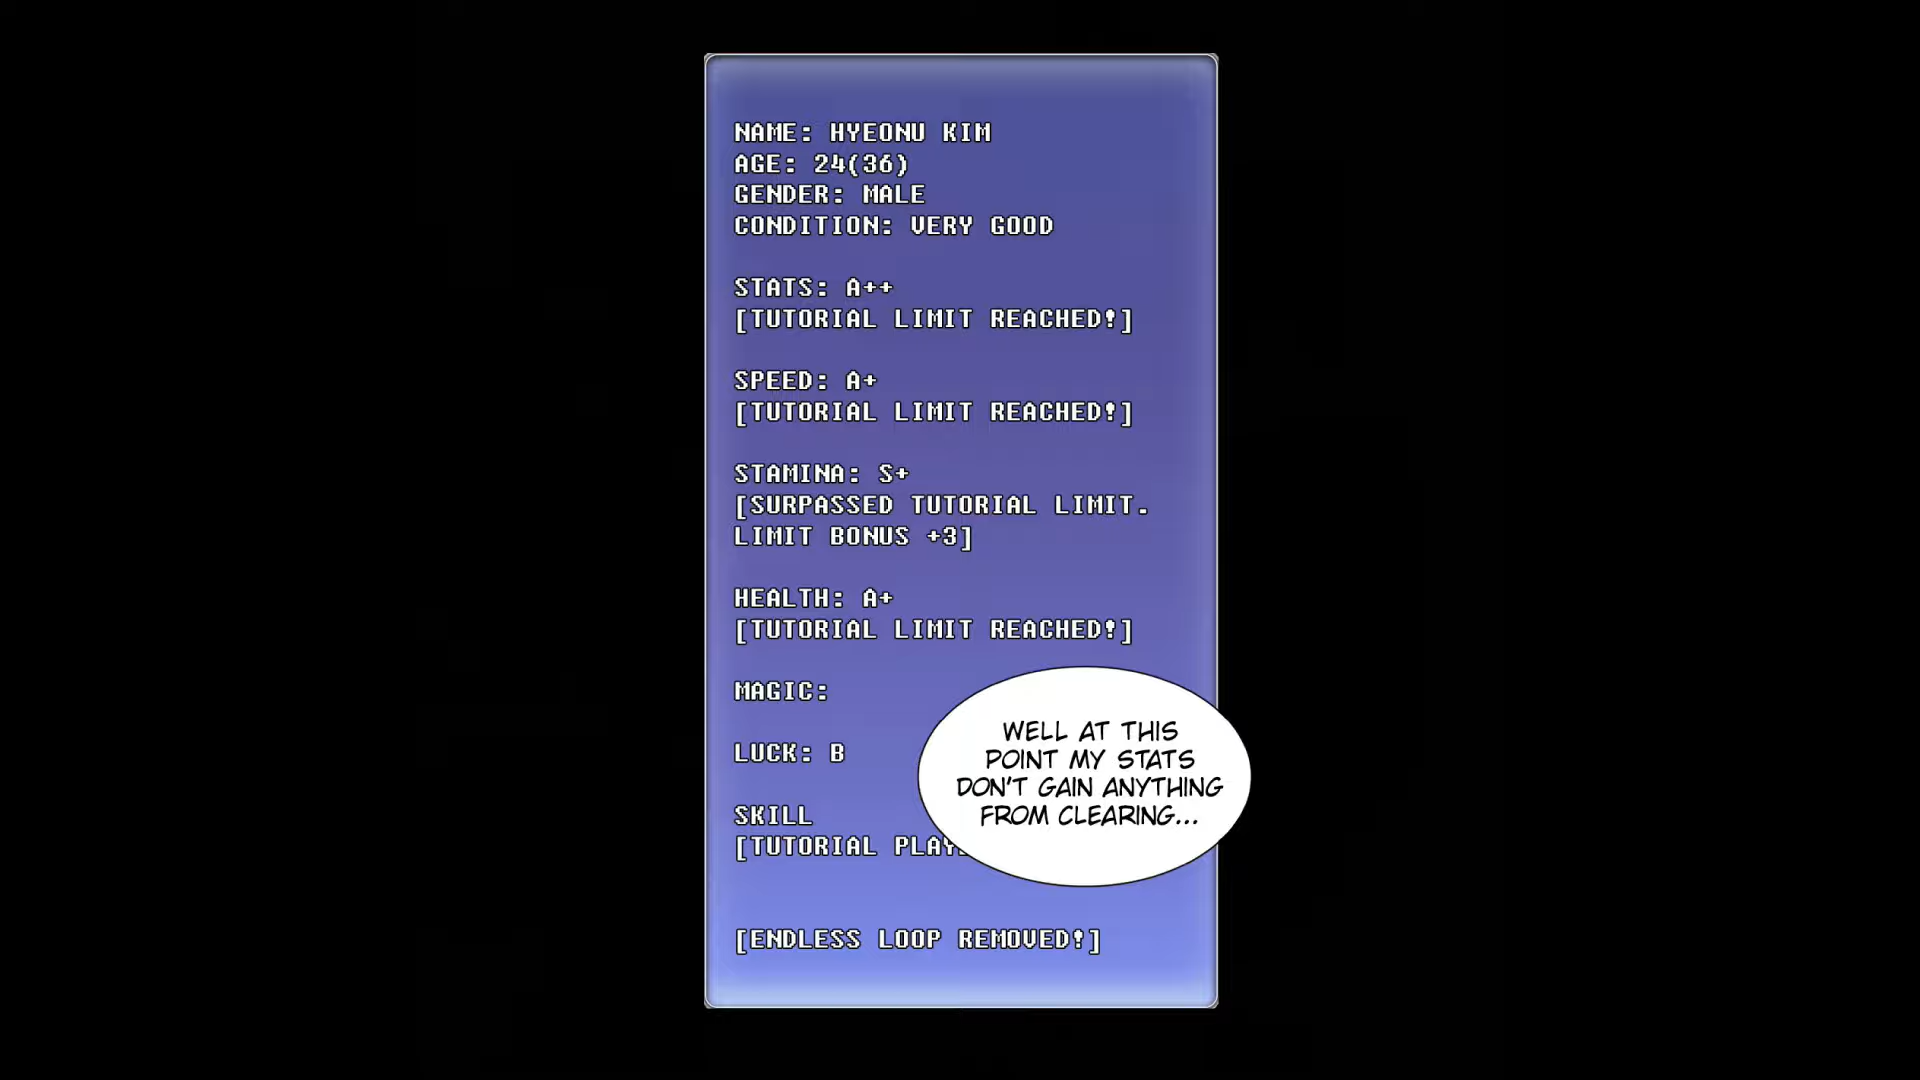 NAME: HYEONU KIM
AGE: 24(36)
GENDER: MALE
CONDITION: VERY GOOD
STATS: A++
[TUTORIAL LIMIT REACHED!]
SPEED: A+
[TUTORIAL LIMIT REACHED!]
STAMINA: S+
[SURPASSED TUTORIAL LIMIT.
LIMIT BONUS +3]
HEALTH: A+
[TUTORIAL LIMIT REACHED!]
MAGIC:
LUCK: B
SKILL
[TUTORIAL
[ENDLESS LOOP REMOVED!]
WELL AT THIS
POINT MY STATS
DON'T GAIN ANYTHING
FROM CLEARING...